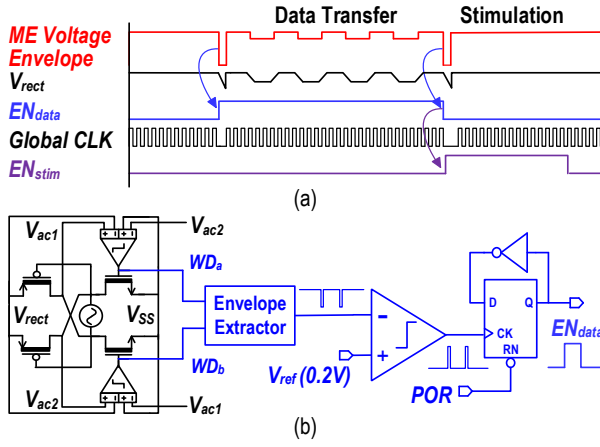 Data Transfer Stimulation
ME Voltage
Envelope
Vrect
ENdata
Global CLK
ENstim
(a)
Vac1
Vac2
WDa
Vrect
VSS
Envelope
Extractor
WDb
Vac2
Vac1
-
+
Vref (0.2V)
D Q
CK
RN
ENdata
POR
(b)